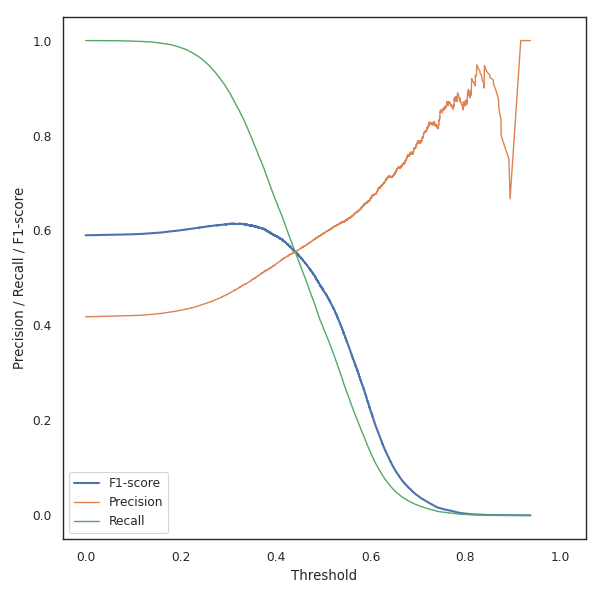 Precision / Recall / F1-score
1.0
0.8
0.6
0.4
0.2
0.0
F1-score
Precision
Recall
0.0 0.2 0.4 0.6 0.8 1.0
Threshold